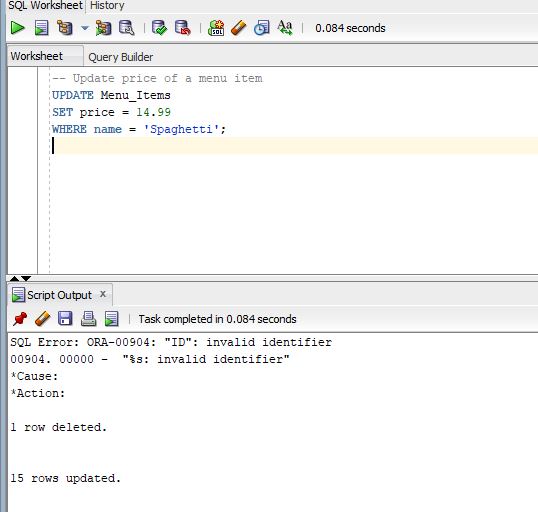 SQL Worksheet History
0.084 seconds
Worksheet Query Builder
-- Update price of a menu item
UPDATE Menu_Items
SET price = 14.99
WHERE name = 'Spaghetti';
Script Output x
Task completed in 0.084 seconds
SQL Error: ORA-00904: "ID": invalid identifier
00904. 00000 -  "%s: invalid identifier"
*Cause:
*Action:
1 row deleted.
15 rows updated.